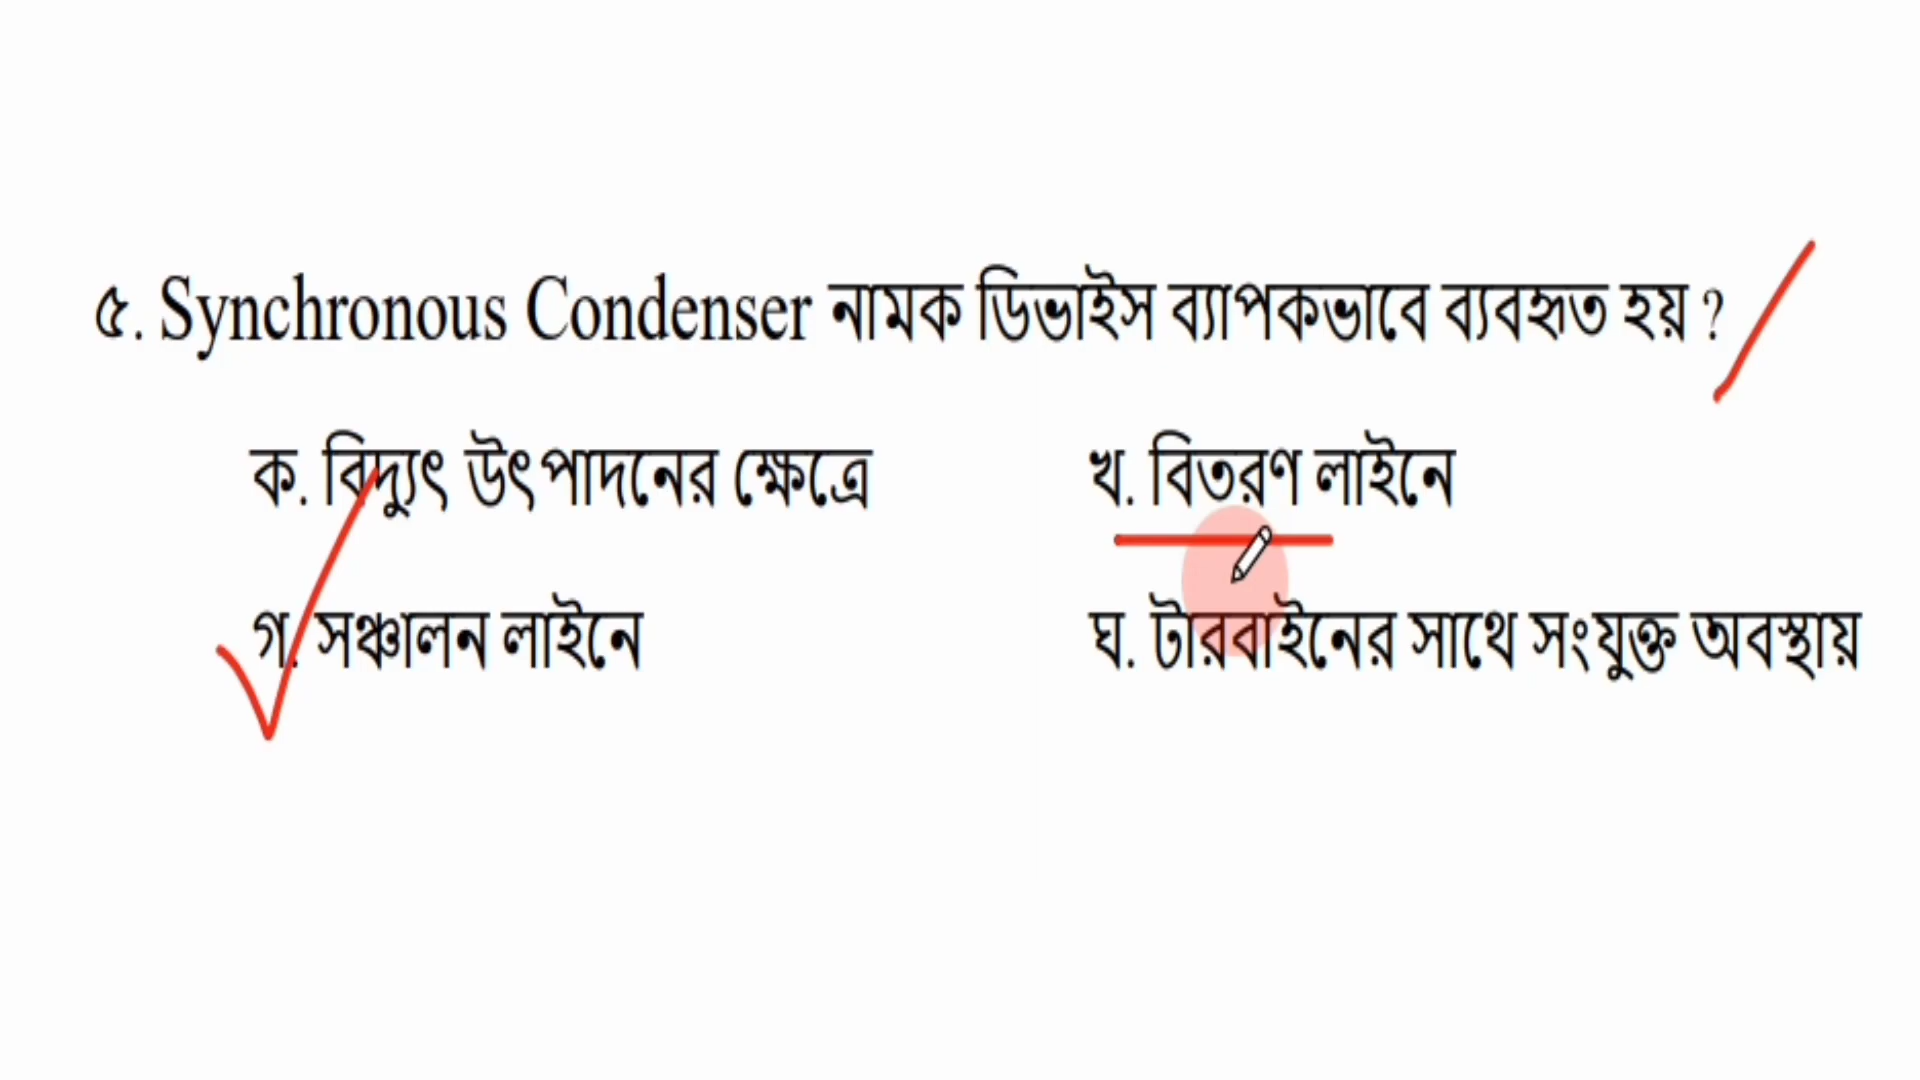 ৫. Synchronous Condenser নামক ডিভাইস ব্যাপকভাবে ব্যবহৃত হয় ?
ক. বিদ্যুৎ উৎপাদনের ক্ষেত্রে খ. বিতরণ লাইনে
গ. সঞ্চালন লাইনে ঘ. টারবাইনের সাথে সংযুক্ত অবস্থায়